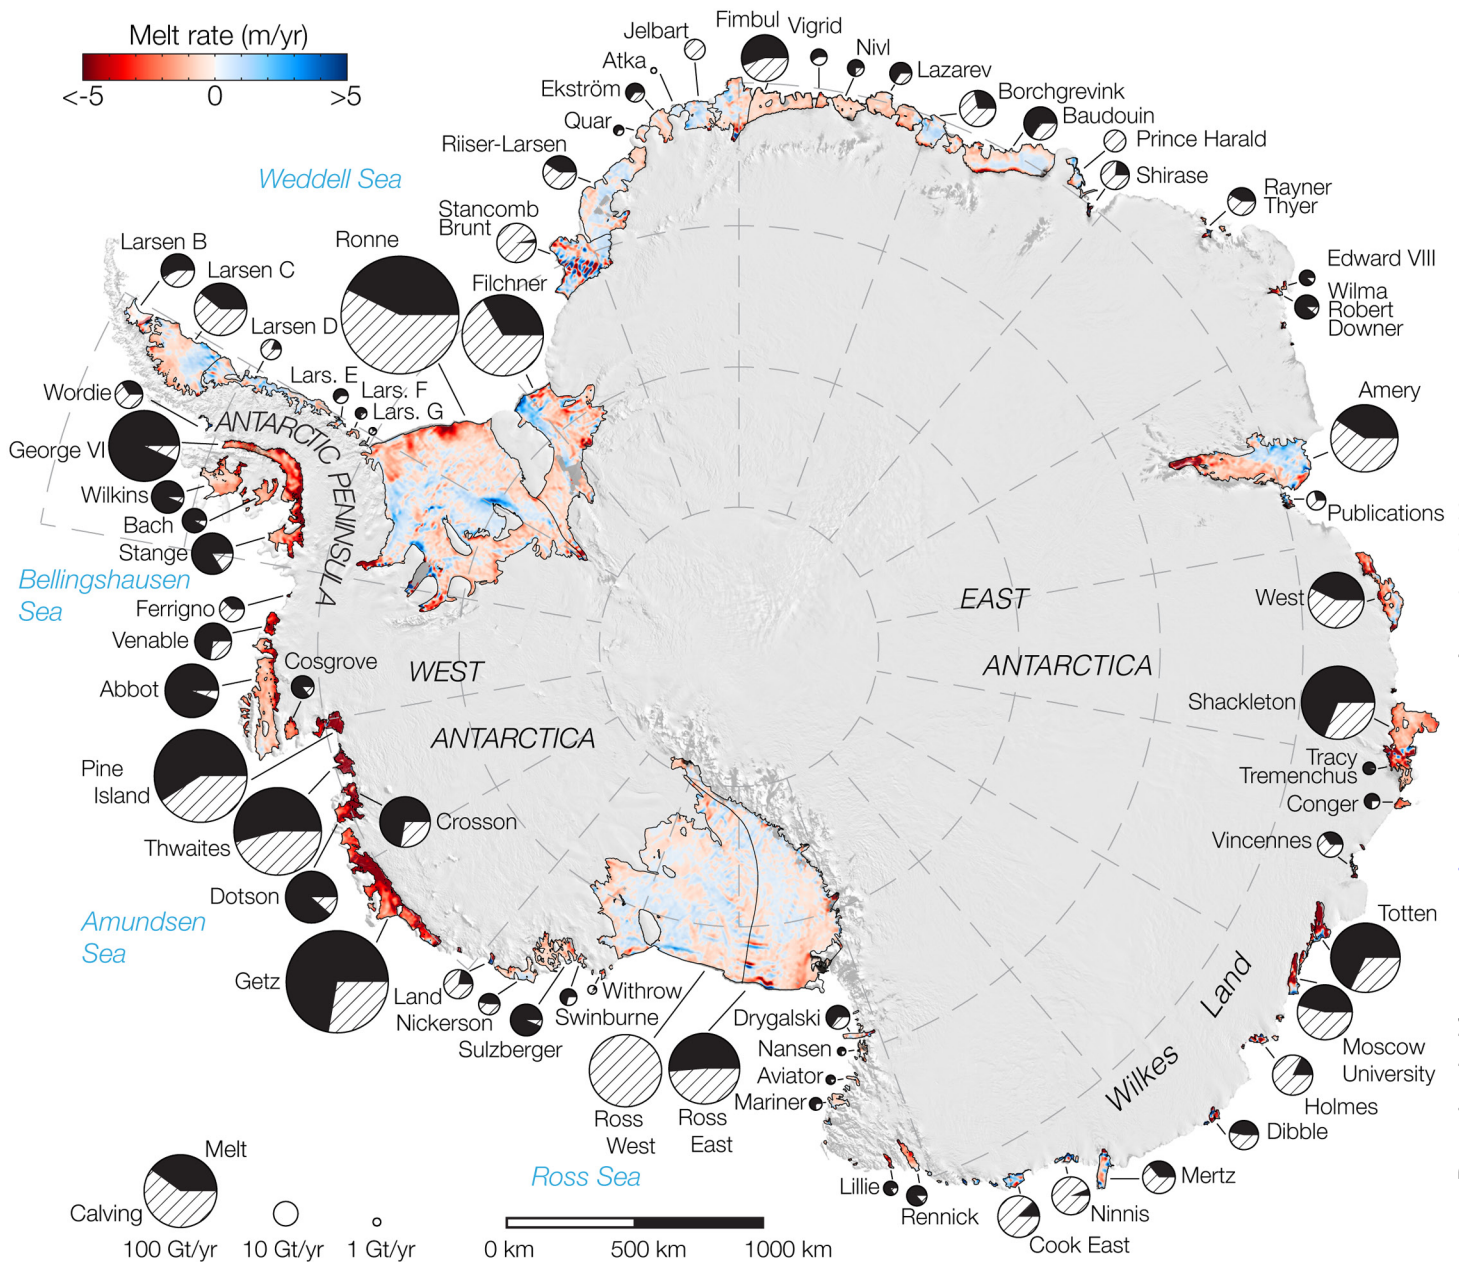 Melt rate (m/yr)
<-5
0
>5
Jelbart
Fimbul
Vigrid
Atka
Nivl
Lazarev
Ekström
Borchgrevink
Quar
Baudouin
Prince Harald
Riiser-Larsen
Shirase
Weddell Sea
Rayner
Thyer
Stancomb
Brunt
Larsen B
Ronne
Edward VIII
Larsen C
Filchner
Wilma
Robert
Downer
Larsen D
Lars. E
Lars. F
Lars. G
Wordie
Amery
ANTARCTIC PENINSULA
George VI
Wilkins
Bach
Publications
Stange
Bellingshausen
Sea
Ferrigno
EAST
West
Venable
Cosgrove
WEST
ANTARCTICA
Abbot
Shackleton
ANTARCTICA
Pine
Island
Tracy
Tremenchus
Conger
Crosson
Thwaites
Vincennes
Dotson
Amundsen
Sea
Totten
Getz
Land
Withrow
Nickerson
Swinburne
Sulzberger
Drygalski
Wilkes Land
Nansen
Moscow
University
Aviator
Mariner
Holmes
Ross
West
Ross
East
Dibble
Ross Sea
Mertz
Lillie
Rennick
Ninnis
Cook East
Melt
Calving
100 Gt/yr
10 Gt/yr
1 Gt/yr
0 km
500 km
1000 km